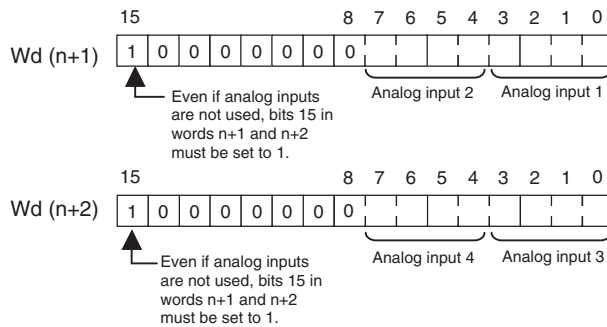 15 8 7 6 5 4 3 2 1 0
Wd (n+1) 1 0 0 0 0 0 0 0
Analog input 2 Analog input 1
Even if analog inputs
are not used, bits 15 in
words n+1 and n+2
must be set to 1.
15 8 7 6 5 4 3 2 1 0
Wd (n+2) 1 0 0 0 0 0 0 0
Analog input 4 Analog input 3
Even if analog inputs
are not used, bits 15 in
words n+1 and n+2
must be set to 1.